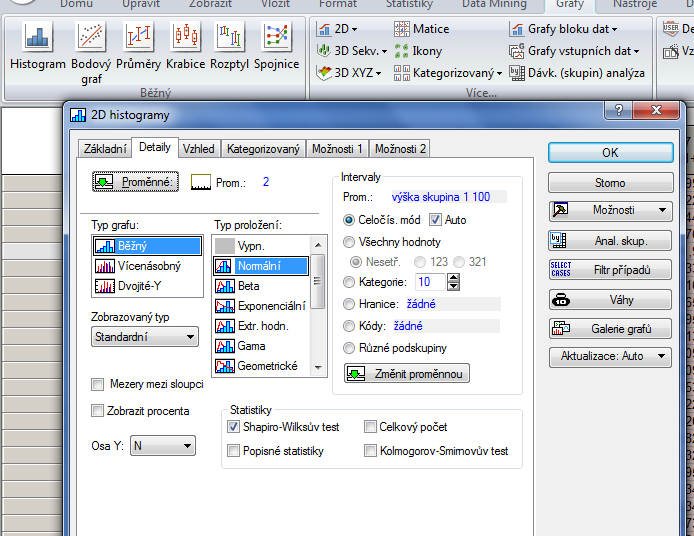 Domů Upravit Zobrazit Vložit Formát Statistiky Data Mining Grafy Nástroje
Histogram Bodový graf Průměry Krabice Rozptyl Spojnice
Běžný
2D Matice Grafy bloku dat
3D Sekv. Ikony Grafy vstupních dat
3D XYZ Kategorizovaný Dávk. (skupin) analýza
Více...
2D histogramy
Základní Detaily Vzhled Kategorizovaný Možnosti 1 Možnosti 2
Proměnné: Prom.: 2
Typ grafu:
Běžný
Vícenásobný
Dvojité-Y
Zobrazovaný typ
Standardní
Mezery mezi sloupci
Zobrazit procenta
Osa Y: N
Typ proložení:
Vypn.
Normální
Beta
Exponenciální
Extr. hodn.
Gama
Geometrické
Intervaly
Prom.: výška skupina 1 100
Celočís. mód Auto
Všechny hodnoty
Nesetř. 123 321
Kategorie: 10
Hranice: žádné
Kódy: žádné
Různé podskupiny
Změnit proměnnou
Statistiky
Shapiro-Wilksův test Celkový počet
Popisné statistiky Kolmogorov-Smirnovův test
OK
Storno
Možnosti
Anal. skup.
SELECT CASES Filtr případů
Váhy
Galerie grafů
Aktualizace: Auto